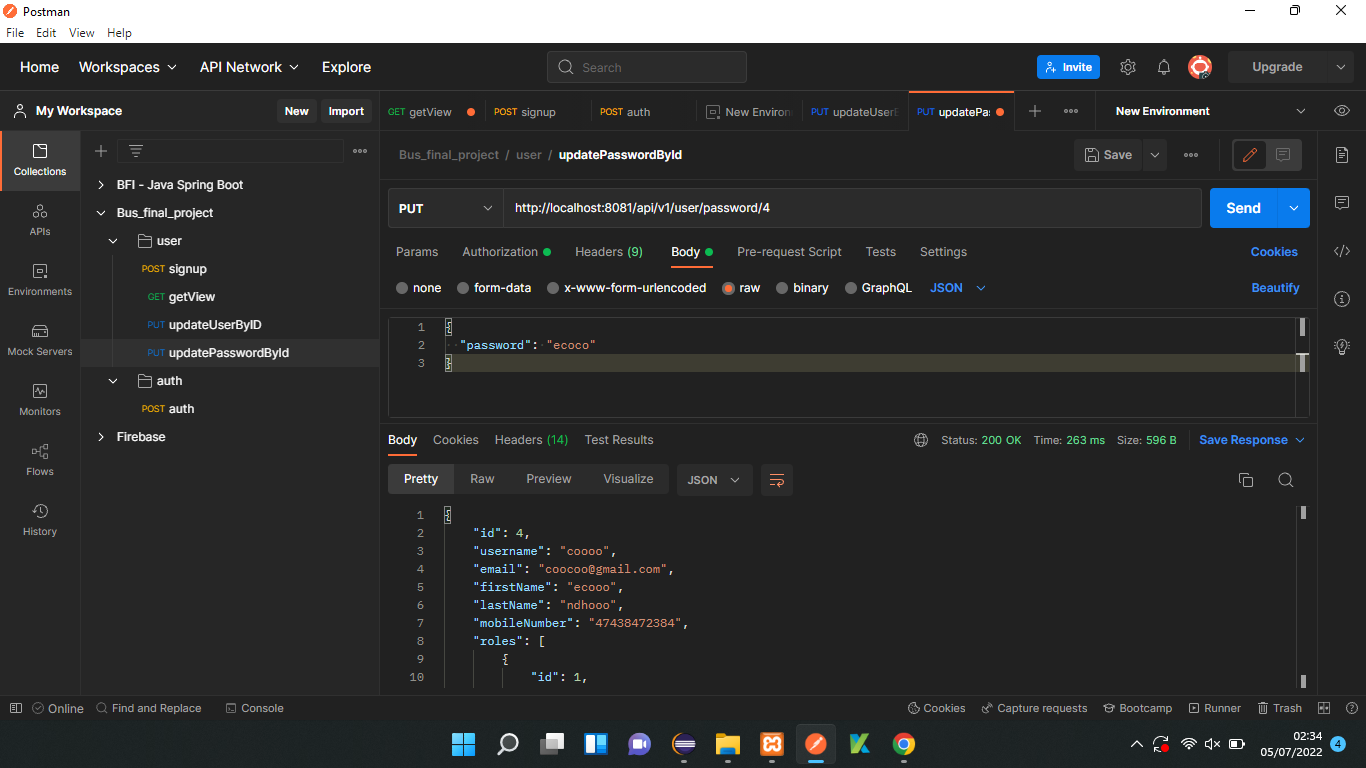 Postman
File Edit View Help
Home Workspaces API Network Explore Search Invite Upgrade
My Workspace New Import GET getView POST signup POST auth New Environ PUT updateUserB PUT updatePa: New Environment
Bus_final_project / user / updatePasswordById Save
Collections
APIs
Environments
Mock Servers
Monitors
Flows
History
BFI - Java Spring Boot
Bus_final_project
user
POST signup
GET getView
PUT updateUserByID
PUT updatePasswordById
auth
POST auth
Firebase
PUT http://localhost:8081/api/v1/user/password/4 Send
Params Authorization Headers (9) Body Pre-request Script Tests Settings Cookies
none form-data x-www-form-urlencoded raw binary GraphQL JSON Beautify
1 {
2 "password": "ecoco"
3 }
Body Cookies Headers (14) Test Results Status: 200 OK Time: 263 ms Size: 596 B Save Response
Pretty Raw Preview Visualize JSON
1 {
2 "id": 4,
3 "username": "coooo",
4 "email": "coocoo@gmail.com",
5 "firstName": "ecooo",
6 "lastName": "ndhooo",
7 "mobileNumber": "47438472384",
8 "roles": [
9 {
10 "id": 1,
Online Find and Replace Console Cookies Capture requests Bootcamp Runner Trash
02:34
05/07/2022 4